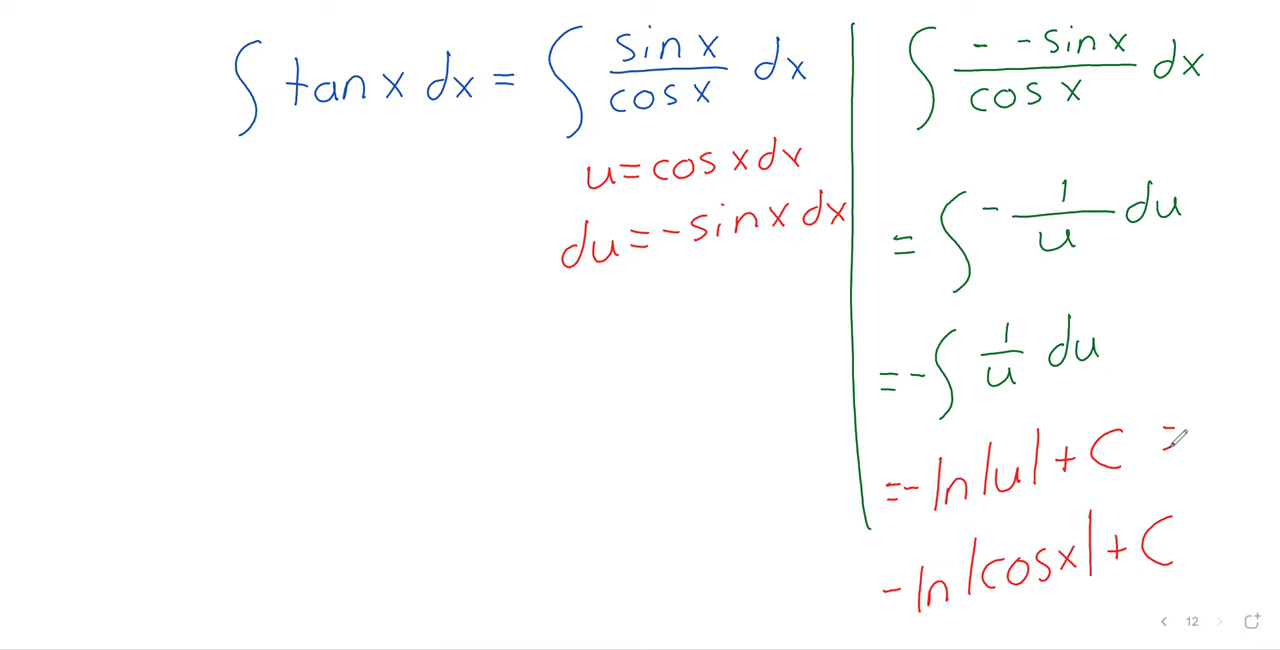 ∫ tan x dx = ∫ sin x / cos x dx
u = cos x dx
du = - sin x dx
∫ - - sin x / cos x dx
= ∫ - 1 / u du
= - ∫ 1 / u du
= - ln |u| + C =
- ln |cos x| + C
< 12 >